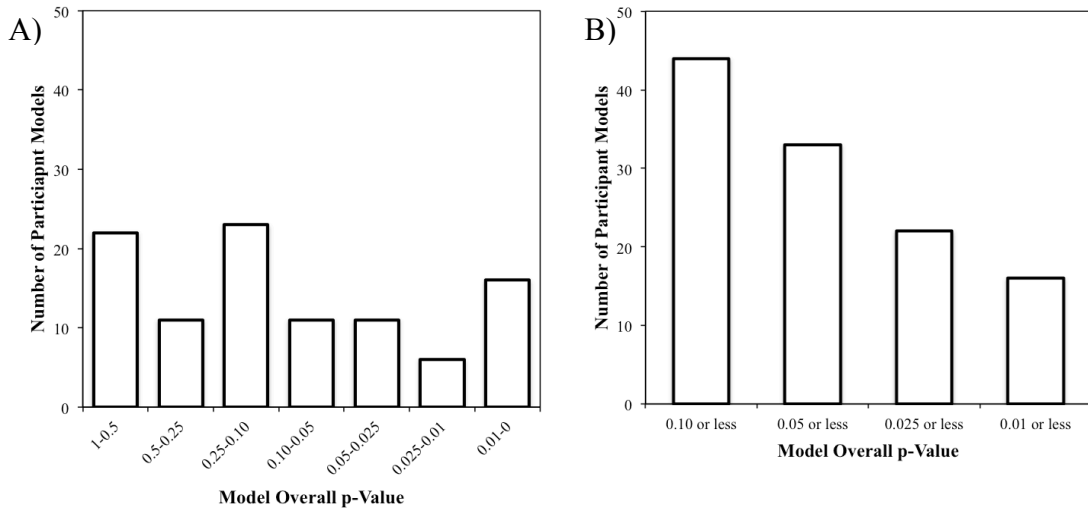 A)
Number of Particiapnt Models
50
40
30
20
10
0
1-0.5
0.5-0.25
0.25-0.10
0.10-0.05
0.05-0.025
0.025-0.01
0.01-0
Model Overall p-Value
B)
Number of Participant Models
50
40
30
20
10
0
0.10 or less
0.05 or less
0.025 or less
0.01 or less
Model Overall p-Value